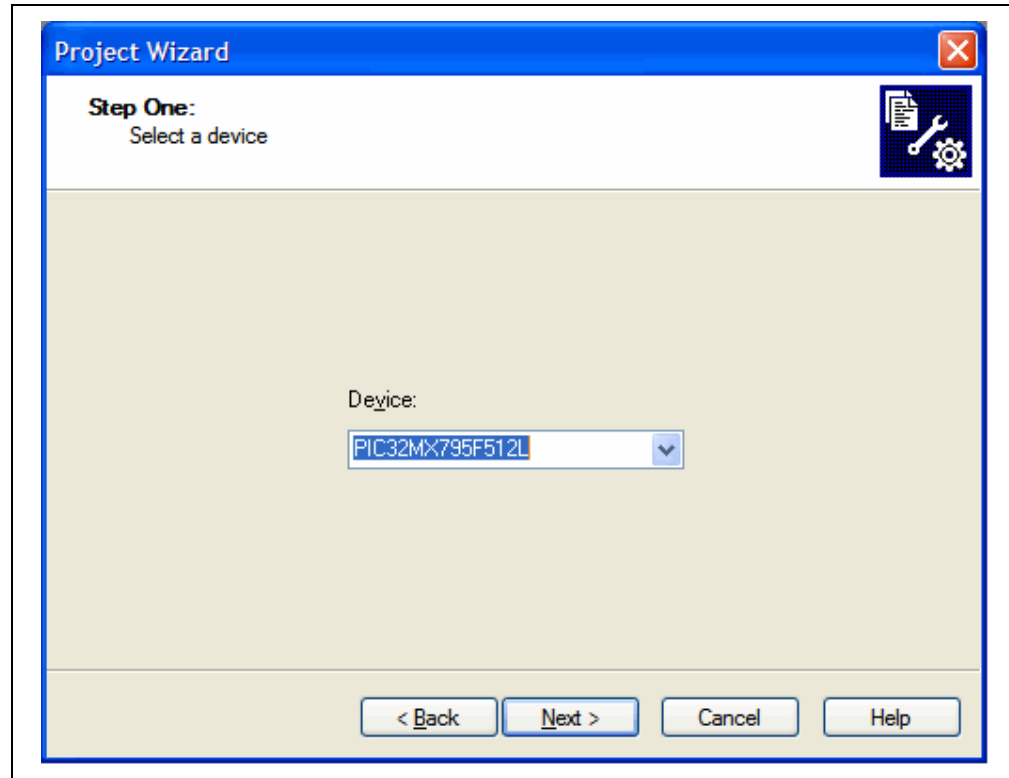 Project Wizard
Step One:
Select a device
Device:
PIC32MX795F512L
< Back Next > Cancel Help